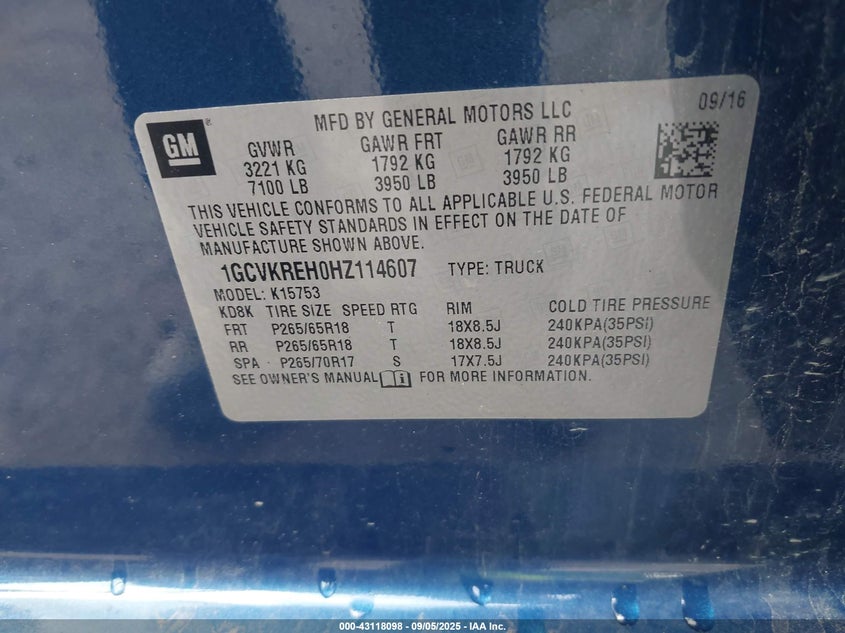 GM
MFD BY GENERAL MOTORS LLC
09/16
GVWR GAWR FRT GAWR RR
3221 KG 1792 KG 1792 KG
7100 LB 3950 LB 3950 LB
THIS VEHICLE CONFORMS TO ALL APPLICABLE U.S. FEDERAL MOTOR
VEHICLE SAFETY STANDARDS IN EFFECT ON THE DATE OF
MANUFACTURE SHOWN ABOVE.
1GCVKREH0HZ114607 TYPE: TRUCK
MODEL: K15753
KD8K TIRE SIZE SPEED RTG RIM COLD TIRE PRESSURE
FRT P265/65R18 T 18X8.5J 240KPA(35PSI)
RR P265/65R18 T 18X8.5J 240KPA(35PSI)
SPA P265/70R17 S 17X7.5J 240KPA(35PSI)
SEE OWNER'S MANUAL FOR MORE INFORMATION.
000-43118098 - 09/05/2025 - IAA Inc.